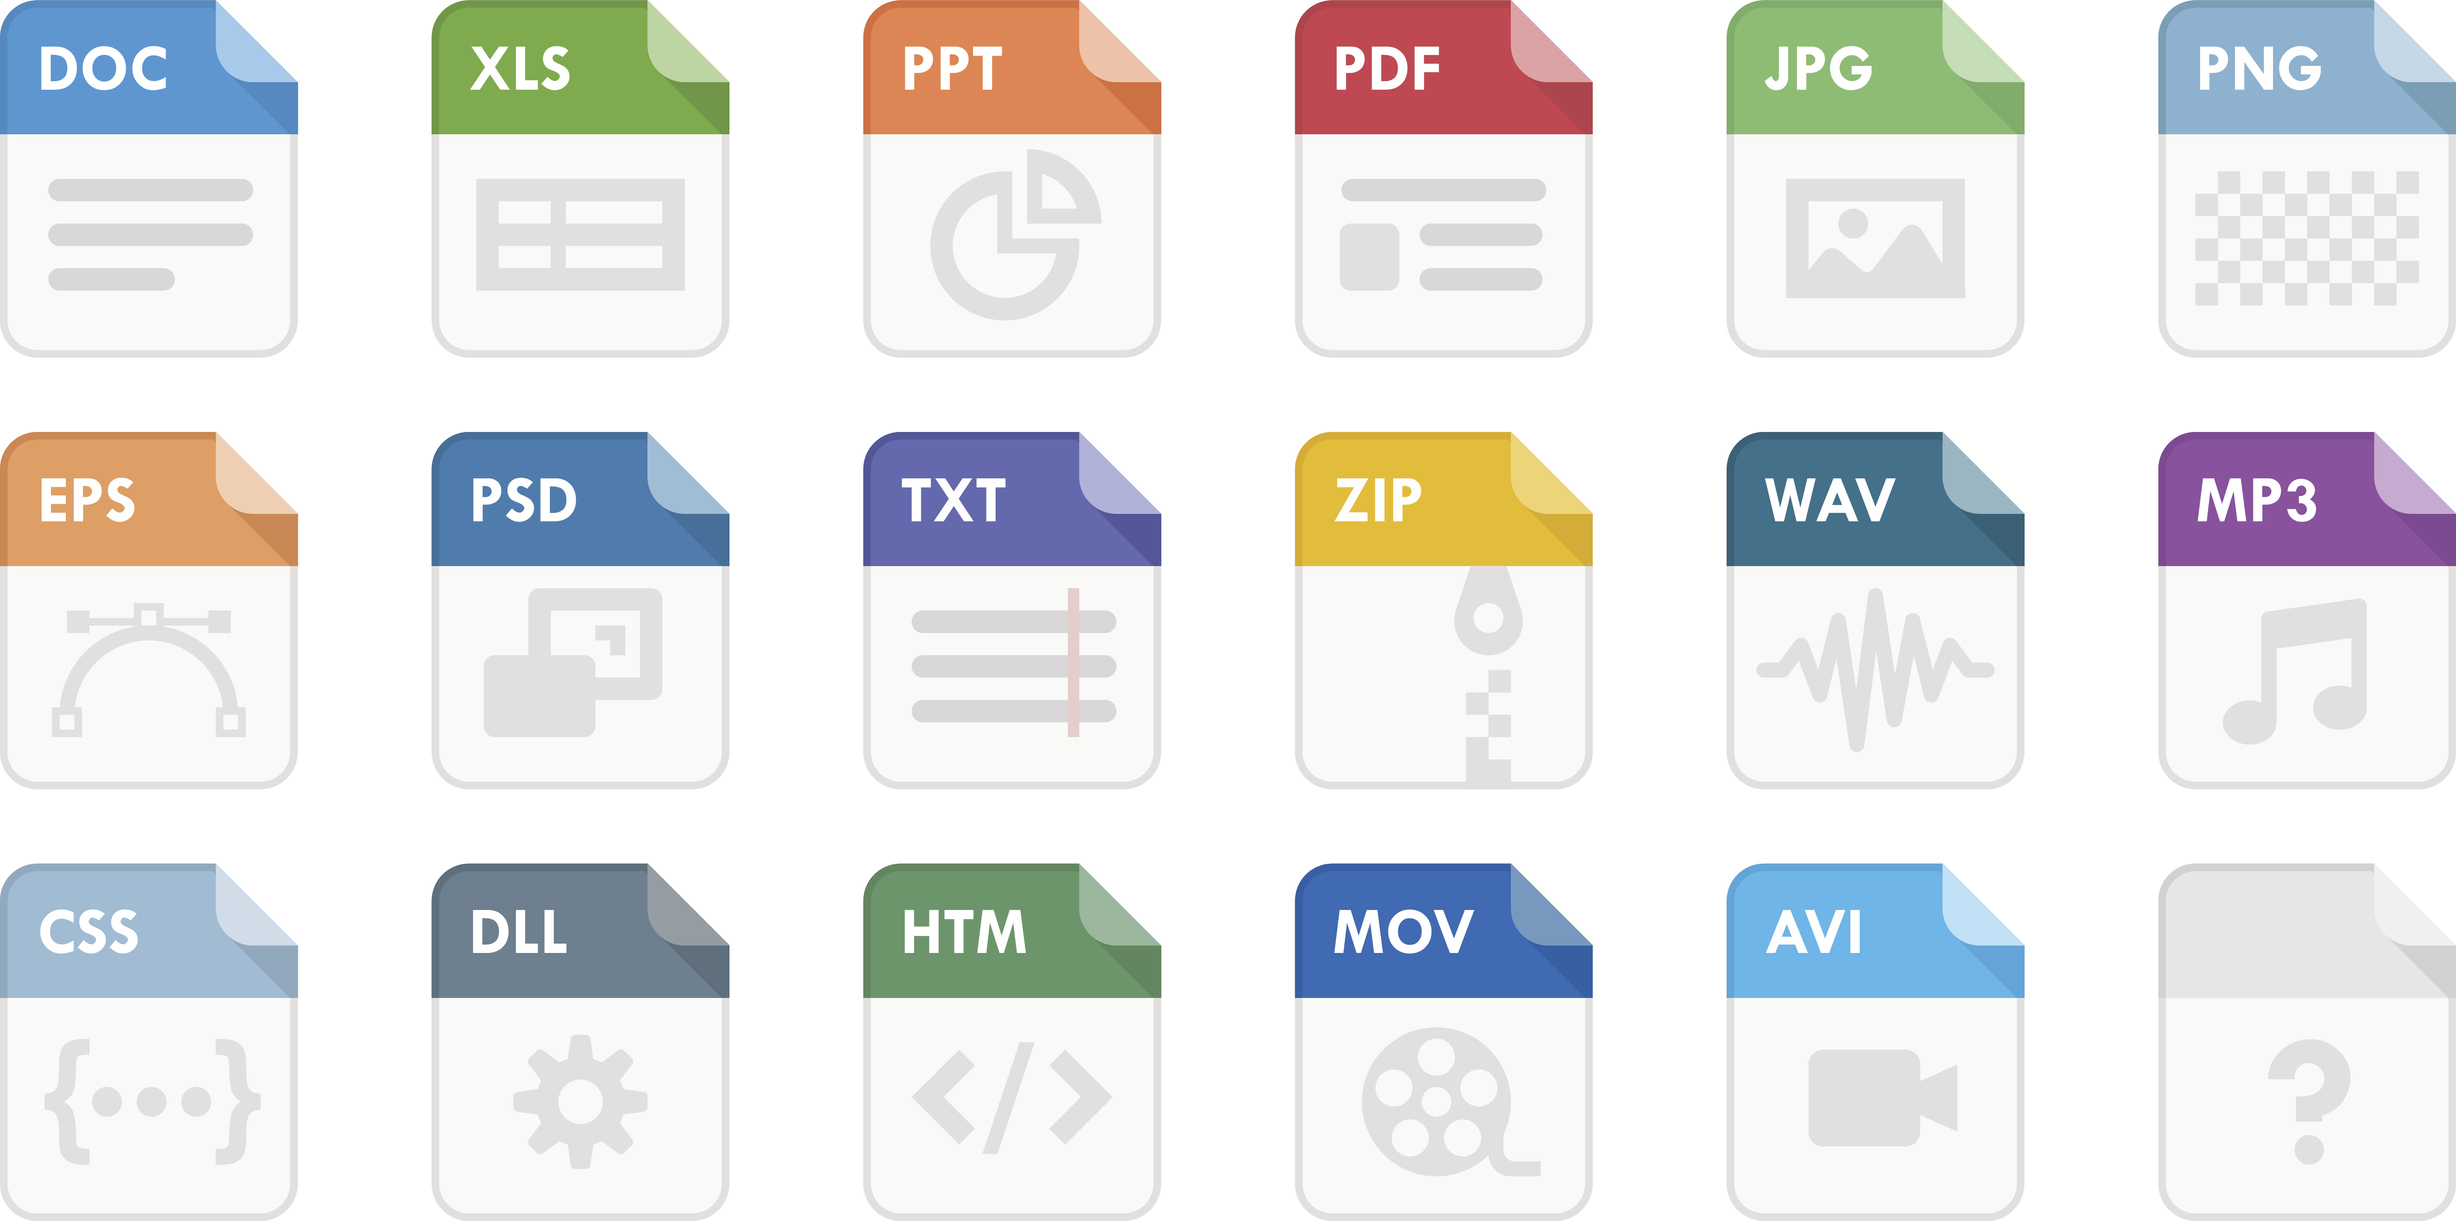 DOC
XLS
PPT
PDF
JPG
PNG
EPS
PSD
TXT
ZIP
WAV
MP3
CSS
DLL
HTM
MOV
AVI
?